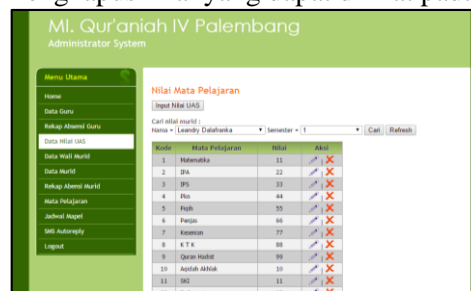 MI. Qur'aniah IV Palembang
Administrator System
Menu Utama
Home
Data Guru
Rekap Absensi Guru
Data Nilai UAS
Data Wali Murid
Data Murid
Rekap Absensi Murid
Mata Pelajaran
Jadwal Mapel
SMS Autoreply
Logout
Nilai Mata Pelajaran
Input Nilai UAS
Cari nilai murid :
Nama = Leandry Dalafranka Semester = 1 Cari Refresh
Kode Mata Pelajaran Nilai Aksi
1 Matematika 11 |
2 IPA 22 |
3 IPS 33 |
4 Pkn 44 |
5 55 |
6 Penjas 66 |
7 Kesenian 77 |
8 K T K 88 |
9 Quran Hadist 99 |
10 Aqidah Akhlak 10 |
11 SKI 11 |